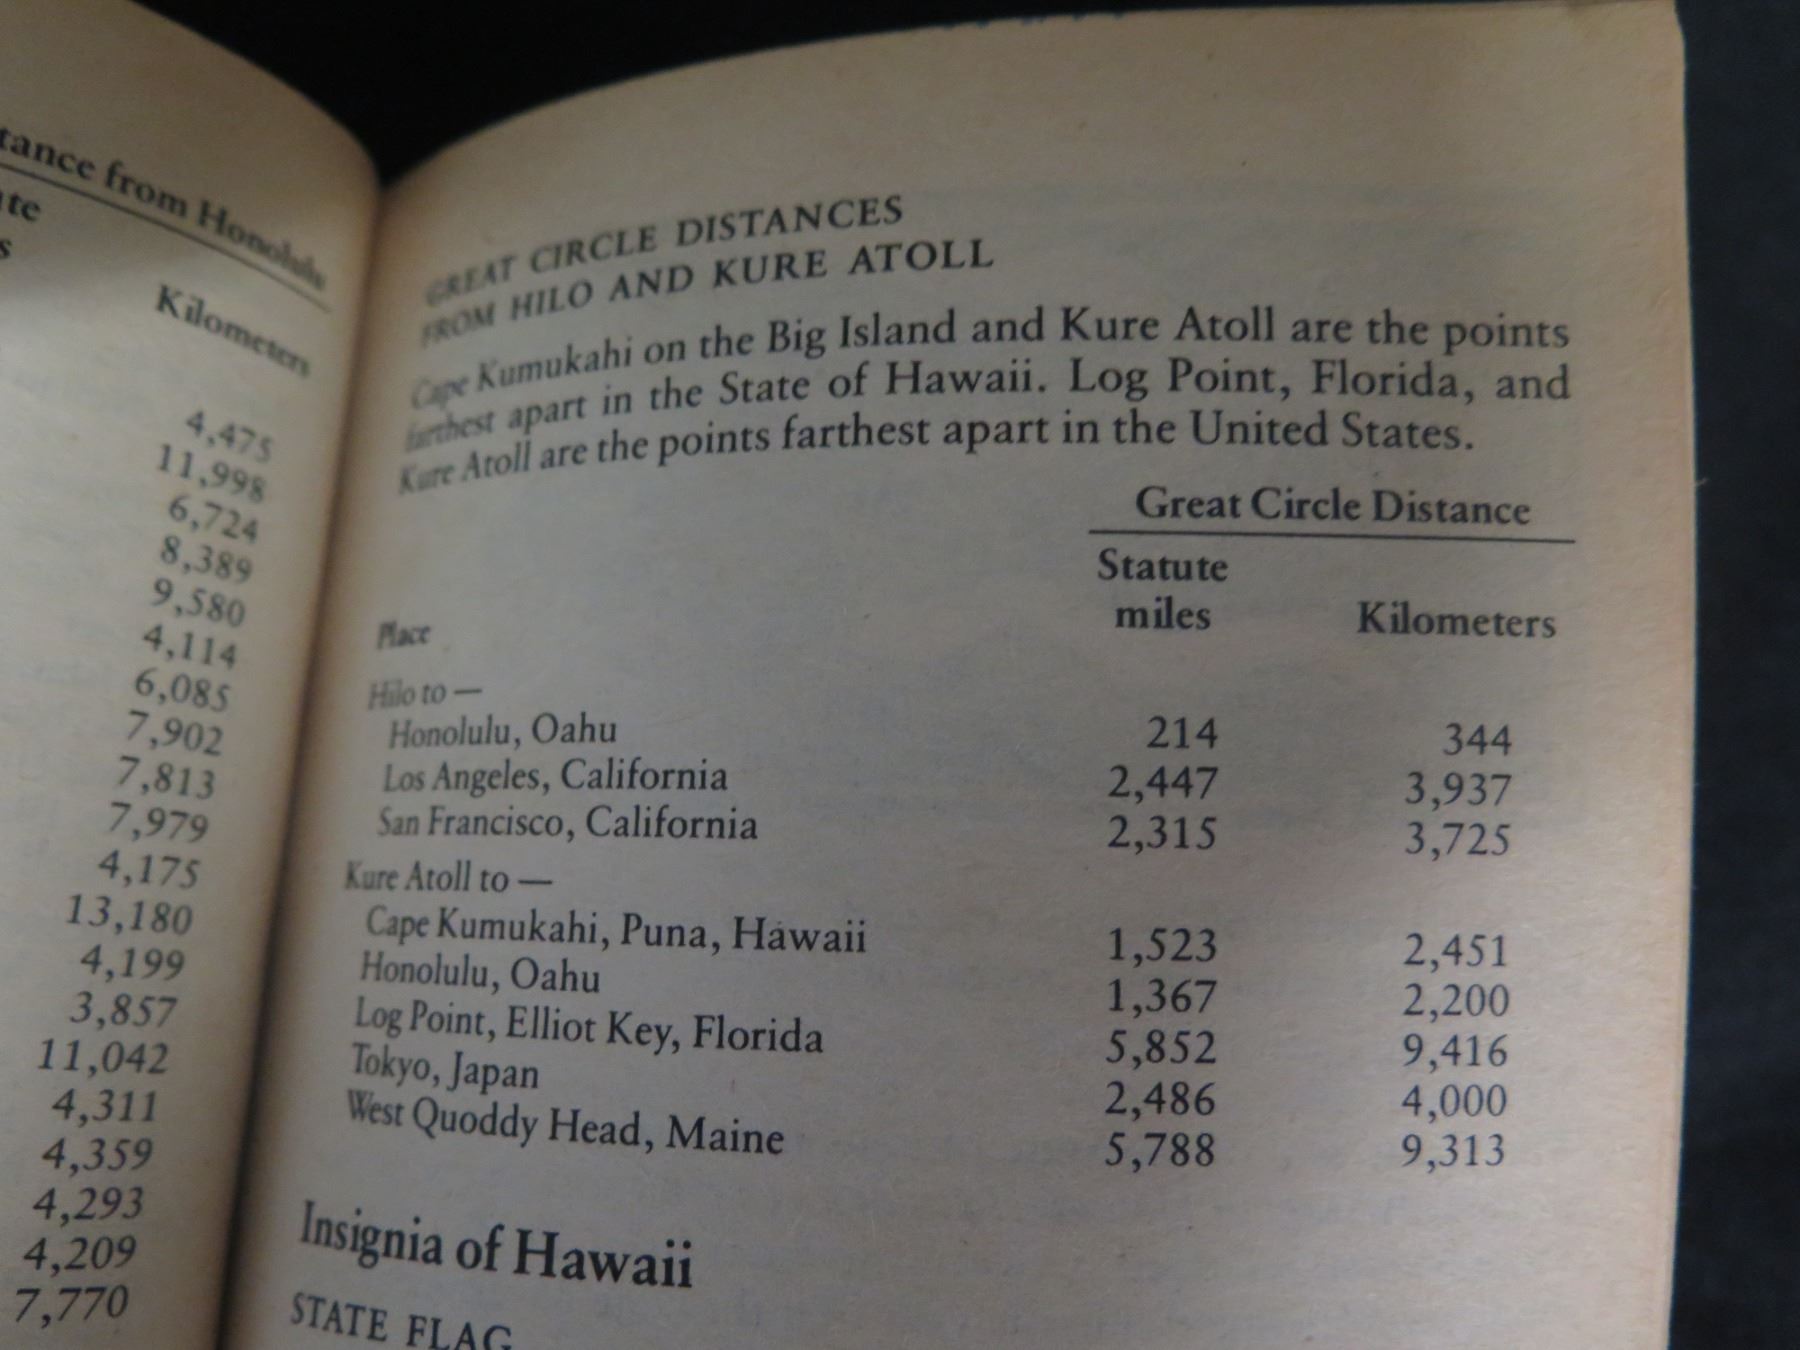 tance from Honolulu
te
s
Kilometers
4,475
11,998
6,724
8,389
9,580
4,114
6,085
7,902
7,813
7,979
4,175
13,180
4,199
3,857
11,042
4,311
4,359
4,293
4,209
7,770
GREAT CIRCLE DISTANCES
FROM HILO AND KURE ATOLL
Cape Kumukahi on the Big Island and Kure Atoll are the points
farthest apart in the State of Hawaii. Log Point, Florida, and
Kure Atoll are the points farthest apart in the United States.
Great Circle Distance
Statute
miles
Place Kilometers
Hilo to —
Honolulu, Oahu 214 344
Los Angeles, California 2,447 3,937
San Francisco, California 2,315 3,725
Kure Atoll to —
Cape Kumukahi, Puna, Hawaii 1,523 2,451
Honolulu, Oahu 1,367 2,200
Log Point, Elliot Key, Florida 5,852 9,416
Tokyo, Japan 2,486 4,000
West Quoddy Head, Maine 5,788 9,313
Insignia of Hawaii
STATE FLAG